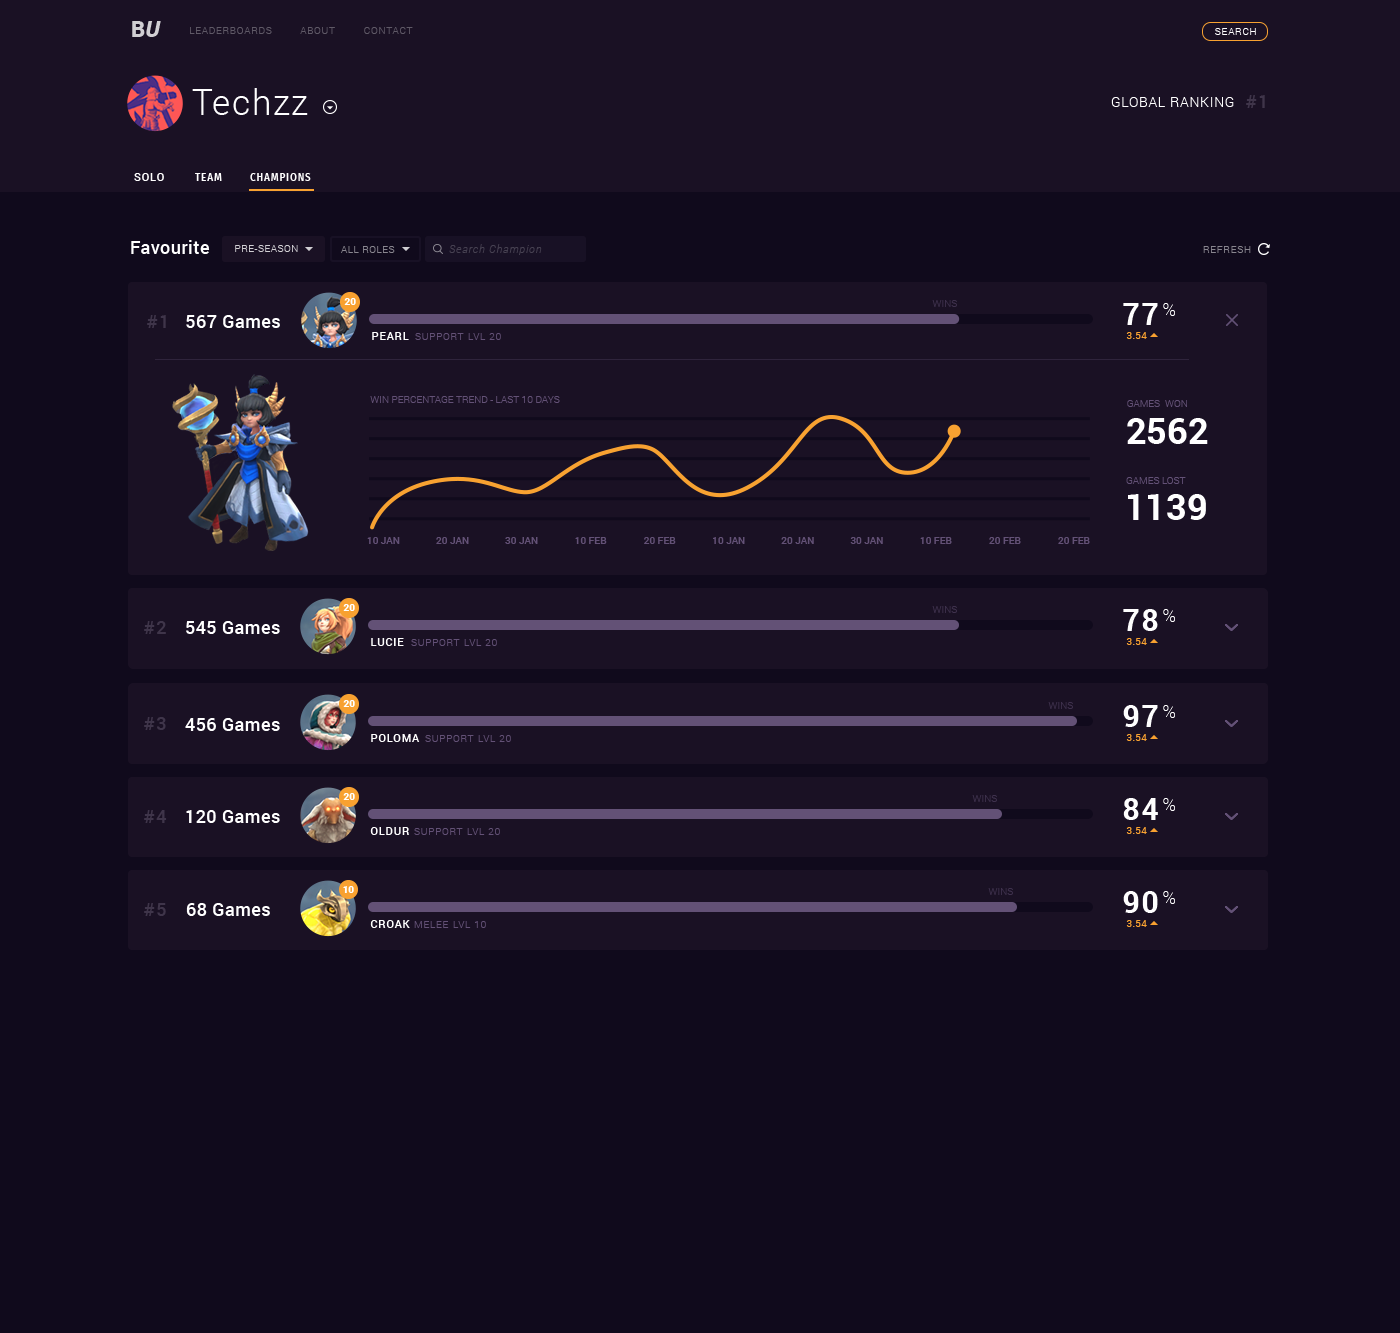 BU LEADERBOARDS ABOUT CONTACT SEARCH
Techzz GLOBAL RANKING #1
SOLO TEAM CHAMPIONS
Favourite PRE-SEASON ALL ROLES Search Champion REFRESH
#1 567 Games 20 WINS 77%
PEARL SUPPORT LVL 20 3.54
WIN PERCENTAGE TREND - LAST 10 DAYS
GAMES WON
2562
GAMES LOST
1139
10 JAN 20 JAN 30 JAN 10 FEB 20 FEB 10 JAN 20 JAN 30 JAN 10 FEB 20 FEB 20 FEB
#2 545 Games 20 WINS 78%
LUCIE SUPPORT LVL 20 3.54
#3 456 Games 20 WINS 97%
POLOMA SUPPORT LVL 20 3.54
#4 120 Games 20 WINS 84%
OLDUR SUPPORT LVL 20 3.54
#5 68 Games 10 WINS 90%
CROAK MELEE LVL 10 3.54